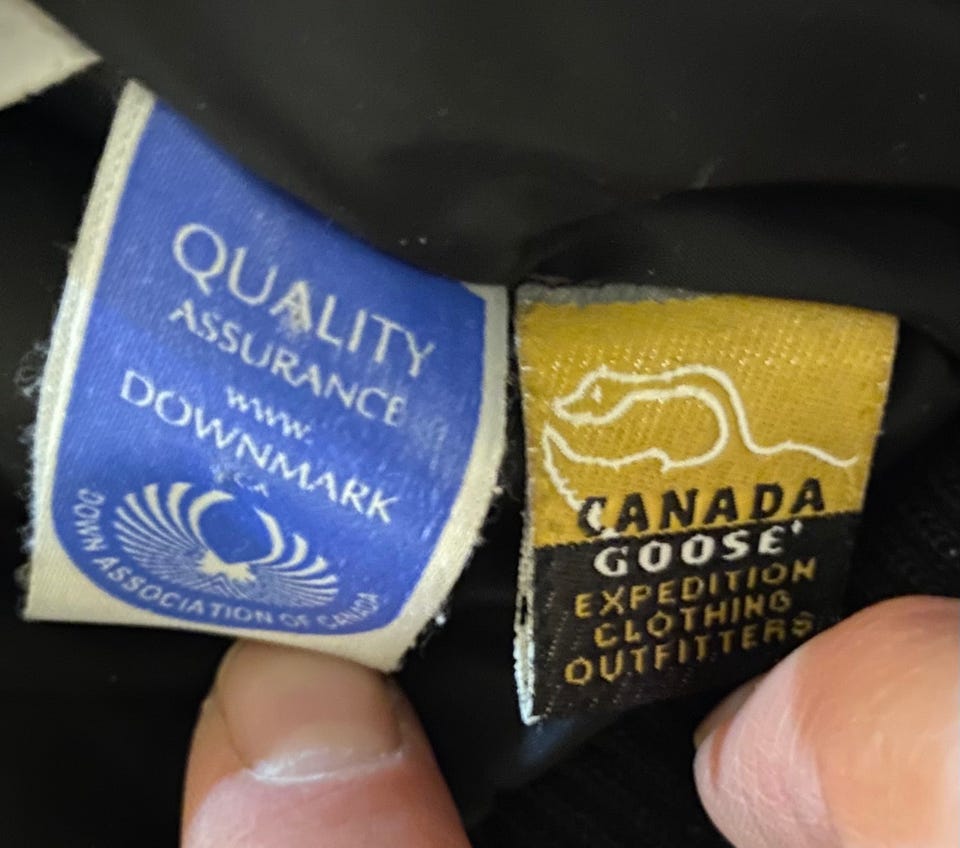 QUALITY
ASSURANCE
www.
DOWNMARK
.CA
DOWN ASSOCIATION OF CANADA
CANADA
GOOSE®
EXPEDITION
CLOTHING
OUTFITTERS